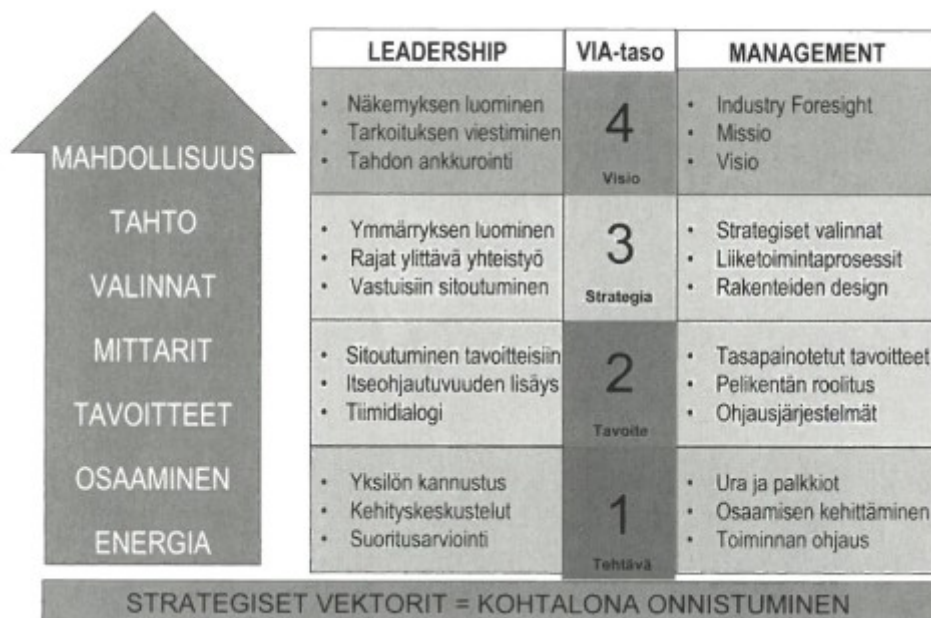 MAHDOLLISUUS
TAHTO
VALINNAT
MITTARIT
TAVOITTEET
OSAAMINEN
ENERGIA
LEADERSHIP VIA-taso MANAGEMENT
• Näkemyksen luominen
• Tarkoituksen viestiminen
• Tahdon ankkurointi
4
Visio
• Industry Foresight
• Missio
• Visio
• Ymmärryksen luominen
• Rajat ylittävä yhteistyö
• Vastuisiin sitoutuminen
3
Strategia
• Strategiset valinnat
• Liiketoimintaprosessit
• Rakenteiden design
• Sitoutuminen tavoitteisiin
• Itseohjautuvuuden lisäys
• Tiimidialogi
2
Tavoite
• Tasapainotetut tavoitteet
• Pelikentän roolitus
• Ohjausjärjestelmät
• Yksilön kannustus
• Kehityskeskustelut
• Suoritusarviointi
1
Tehtävä
• Ura ja palkkiot
• Osaamisen kehittäminen
• Toiminnan ohjaus
STRATEGISET VEKTORIT = KOHTALONA ONNISTUMINEN